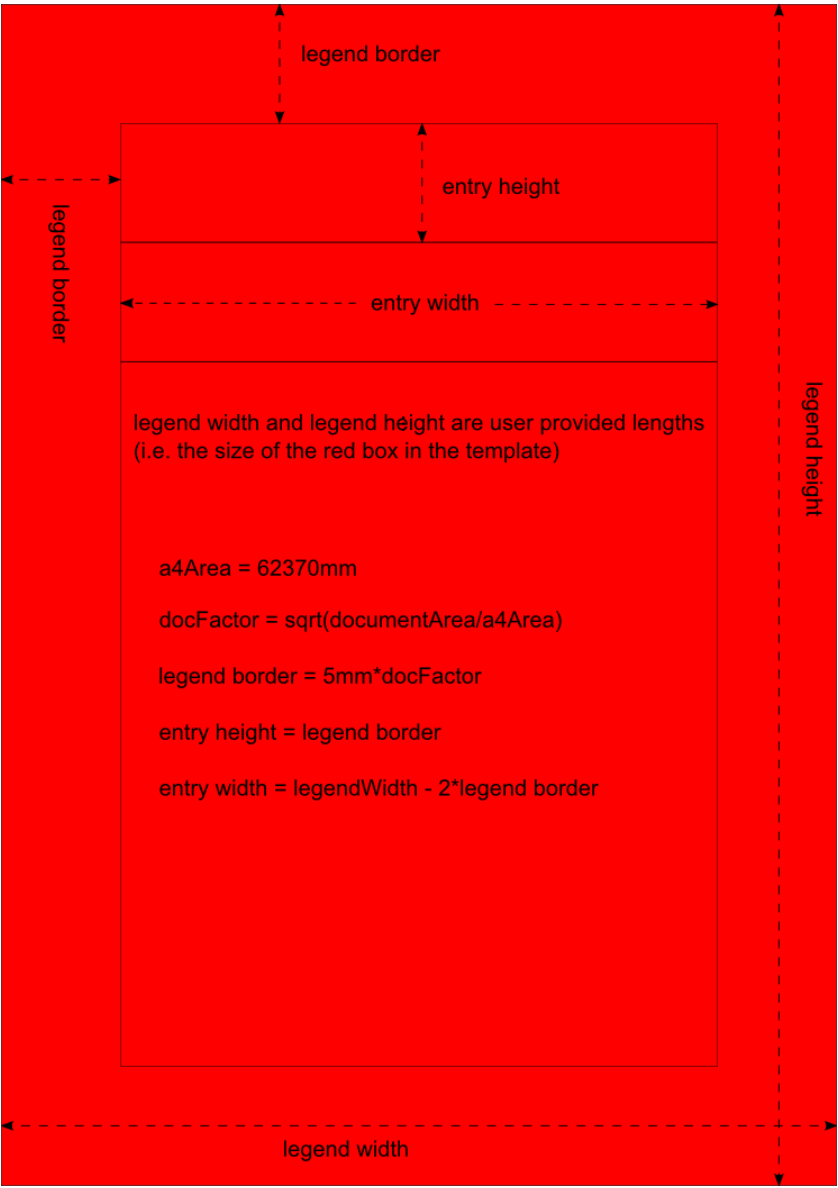 legend border
entry height
legend border
entry width
legend height
legend width and legend height are user provided lengths
(i.e. the size of the red box in the template)
a4Area = 62370mm
docFactor = sqrt(documentArea/a4Area)
legend border = 5mm*docFactor
entry height = legend border
entry width = legendWidth - 2*legend border
legend width